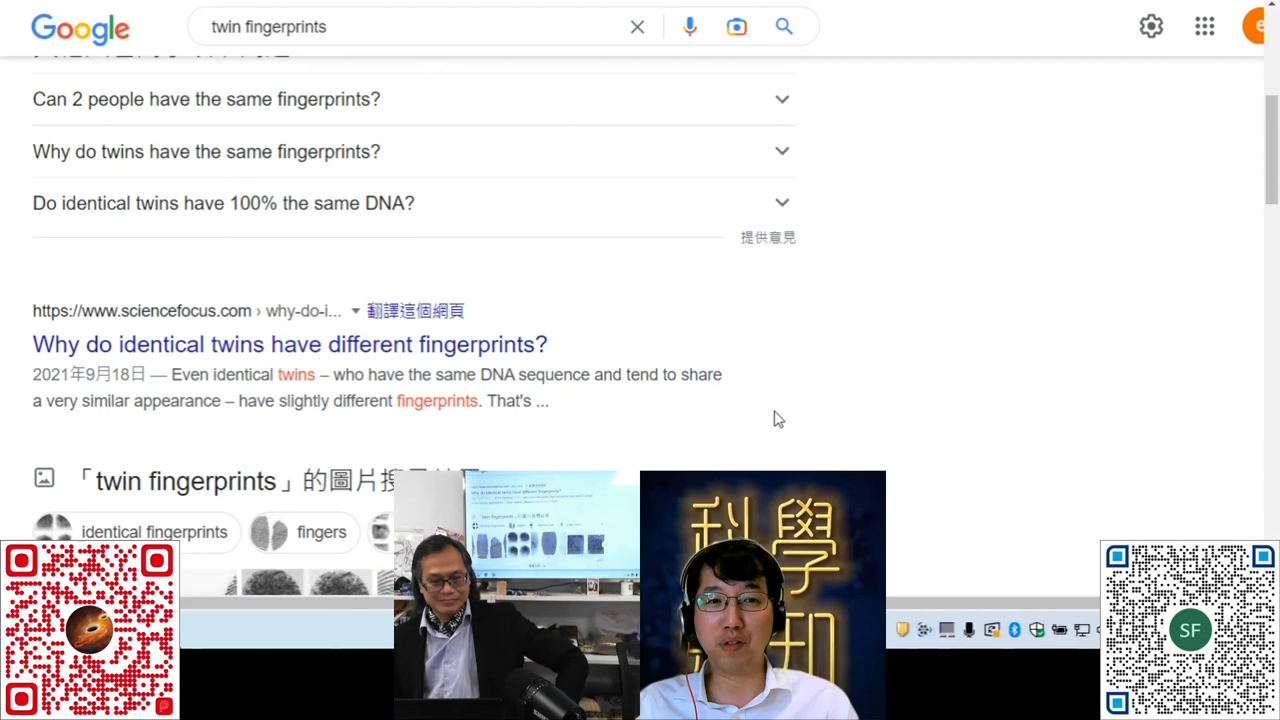 Google
twin fingerprints
e
Can 2 people have the same fingerprints?
Why do twins have the same fingerprints?
Do identical twins have 100% the same DNA?
提供意見
https://www.sciencefocus.com › why-do-i... 翻譯這個網頁
Why do identical twins have different fingerprints?
2021年9月18日 — Even identical twins – who have the same DNA sequence and tend to share
a very similar appearance – have slightly different fingerprints. That's ...
「twin fingerprints」的圖片搜
identical fingerprints
fingers
科學
知
SF